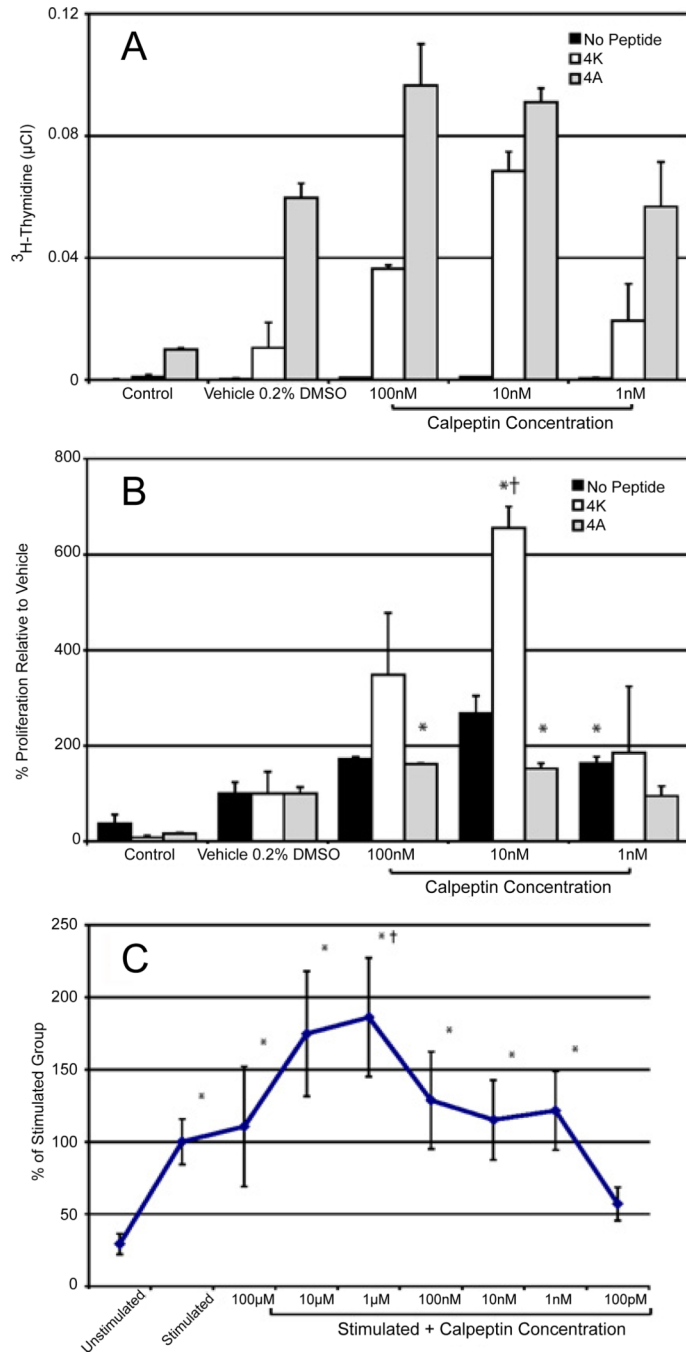 A
0.12
0.08
0.04
0
³H-Thymidine (µCI)
No Peptide
4K
4A
Control
Vehicle 0.2% DMSO
100nM
10nM
1nM
Calpeptin Concentration
B
800
600
400
200
0
% Proliferation Relative to Vehicle
No Peptide
4K
4A
*
*†
*
*
Control
Vehicle 0.2% DMSO
100nM
10nM
1nM
Calpeptin Concentration
C
250
200
150
100
50
0
% of Stimulated Group
*
*
*
*†
*
*
*
Unstimulated
Stimulated
100µM
10µM
1µM
100nM
10nM
1nM
100pM
Stimulated + Calpeptin Concentration